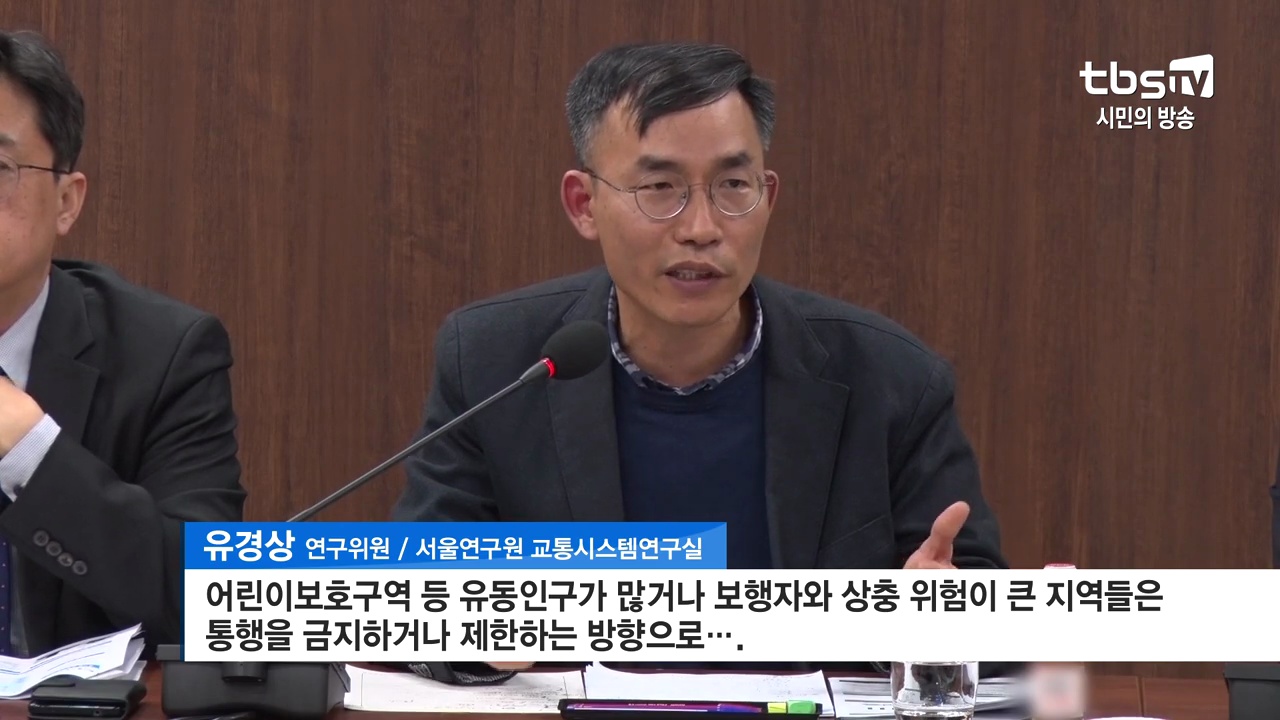 tbsTV
시민의 방송
유경상 연구위원 / 서울연구원 교통시스템연구실
어린이보호구역 등 유동인구가 많거나 보행자와 상충 위험이 큰 지역들은
통행을 금지하거나 제한하는 방향으로….